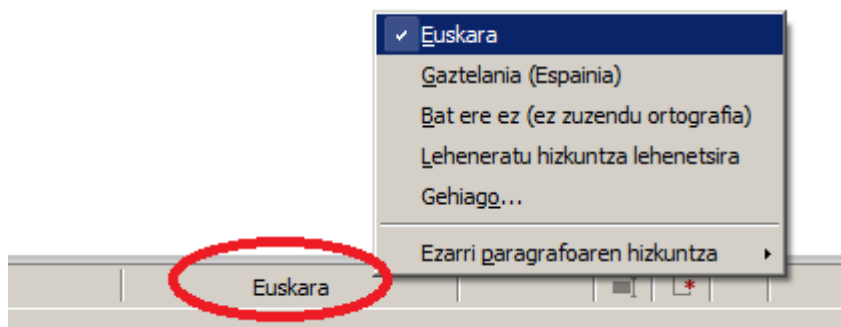 Euskara
Gaztelania (Espainia)
Bat ere ez (ez zuzendu ortografia)
Leheneratu hizkuntza lehenetsira
Gehiago...
Ezarri paragrafoaren hizkuntza
Euskara